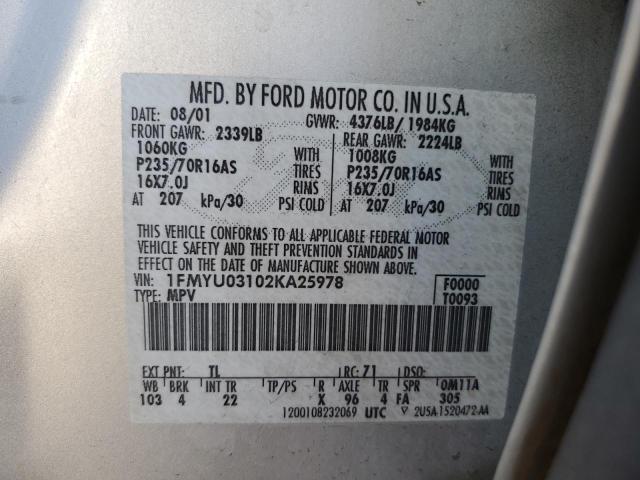 MFD. BY FORD MOTOR CO. IN U.S.A.
DATE: 08/01 GVWR: 4376LB/ 1984KG
FRONT GAWR: 2339LB REAR GAWR: 2224LB
1060KG 1008KG
P235/70R16AS TIRES P235/70R16AS TIRES
16X7.0J RIMS 16X7.0J RIMS
AT 207 kPa/30 PSI COLD AT 207 kPa/30 PSI COLD
THIS VEHICLE CONFORMS TO ALL APPLICABLE FEDERAL MOTOR
VEHICLE SAFETY AND THEFT PREVENTION STANDARDS IN
EFFECT ON THE DATE OF MANUFACTURE SHOWN ABOVE.
VIN: 1FMYU03102KA25978 F0000
TYPE: MPV T0093
EXT PNT: TL RC: 71 DSO:
WB BRK INT TR TP/PS R AXLE TR SPR 0M11A
103 4 22 X 96 4 FA 305
1200108232069 UTC ▽ 2U5A-1520472-AA